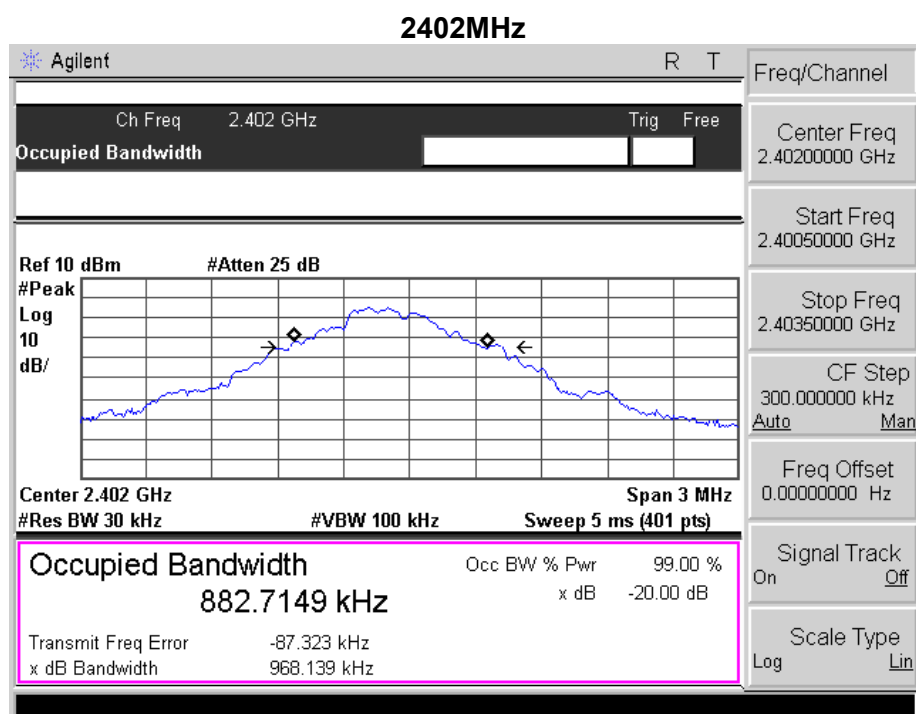 2402MHz
Agilent R T
Ch Freq 2.402 GHz Trig Free
Occupied Bandwidth
Ref 10 dBm #Atten 25 dB
#Peak
Log
10
dB/
Center 2.402 GHz Span 3 MHz
#Res BW 30 kHz #VBW 100 kHz Sweep 5 ms (401 pts)
Occupied Bandwidth
882.7149 kHz
Occ BW % Pwr 99.00 %
x dB -20.00 dB
Transmit Freq Error -87.323 kHz
x dB Bandwidth 968.139 kHz
Freq/Channel
Center Freq
2.40200000 GHz
Start Freq
2.40050000 GHz
Stop Freq
2.40350000 GHz
CF Step
300.000000 kHz
Auto Man
Freq Offset
0.00000000 Hz
Signal Track
On Off
Scale Type
Log Lin